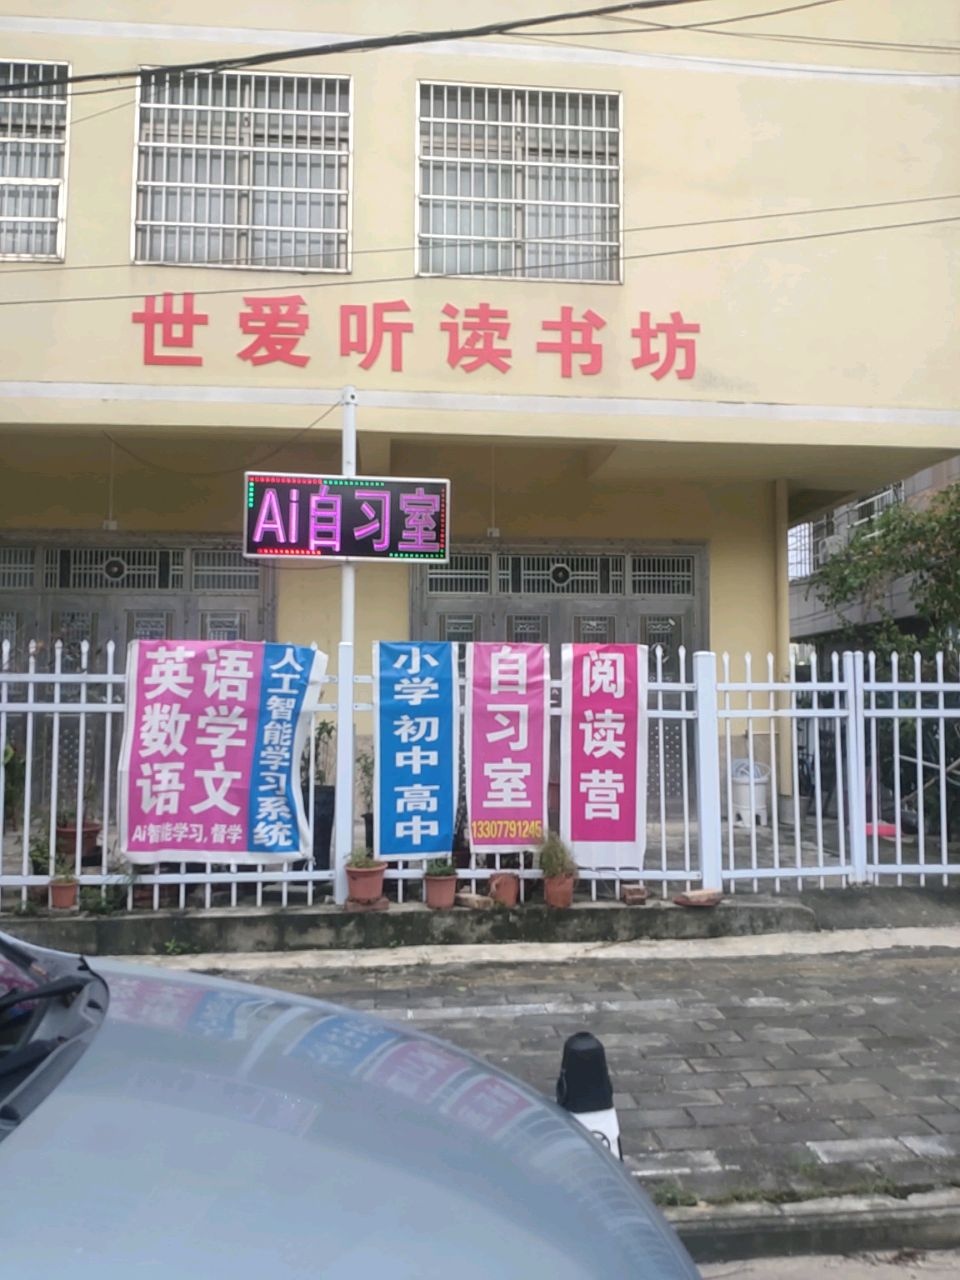 世爱听读书坊
Ai自习室
英语
数学
语文
Ai智能学习,督学
人工智能学习系统
小学 初中 高中
自习室
13307791245
阅读营